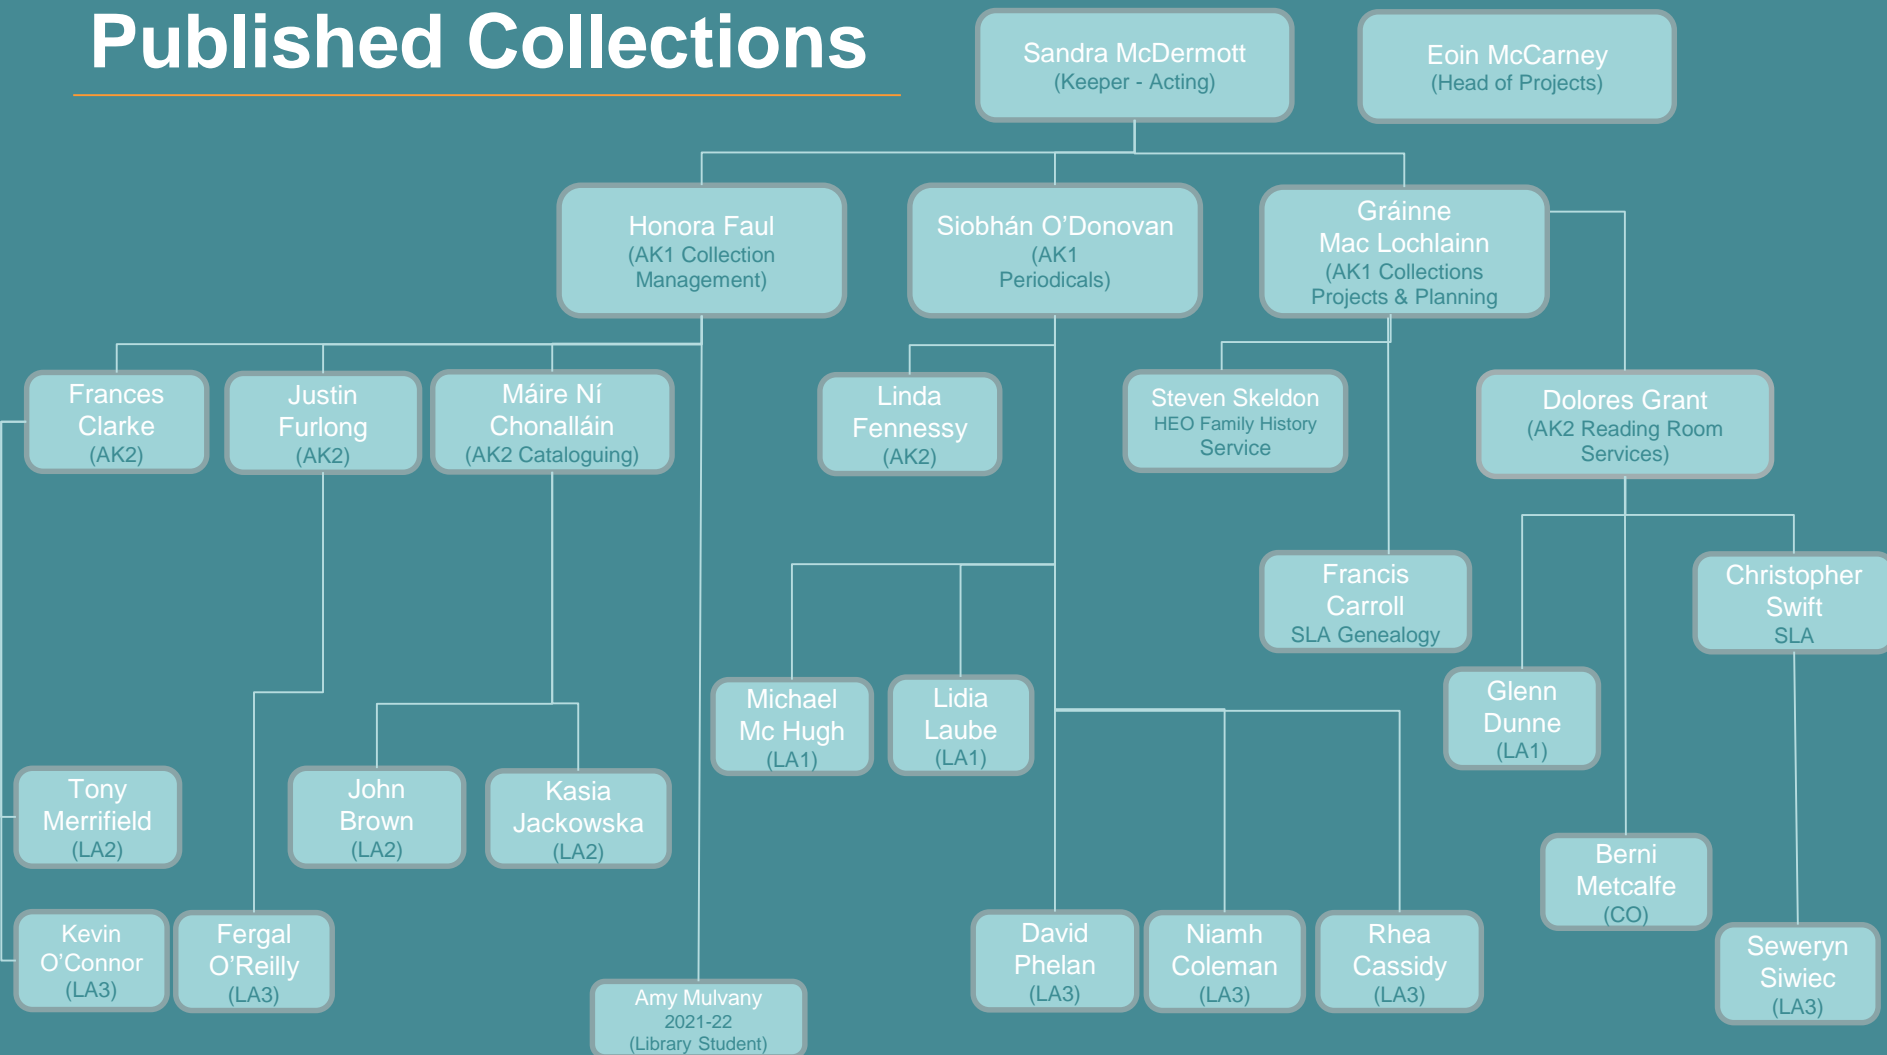 Published Collections
Sandra McDermott
(Keeper - Acting)
Eoin McCarney
(Head of Projects)
Honora Faul
(AK1 Collection
Management)
Siobhán O’Donovan
(AK1
Periodicals)
Gráinne
Mac Lochlainn
(AK1 Collections
Projects & Planning
Frances
Clarke
(AK2)
Justin
Furlong
(AK2)
Máire Ní
Chonalláin
(AK2 Cataloguing)
Linda
Fennessy
(AK2)
Steven Skeldon
HEO Family History
Service
Dolores Grant
(AK2 Reading Room
Services)
Francis
Carroll
SLA Genealogy
Christopher
Swift
SLA
Michael
Mc Hugh
(LA1)
Lidia
Laube
(LA1)
Glenn
Dunne
(LA1)
Tony
Merrifield
(LA2)
John
Brown
(LA2)
Kasia
Jackowska
(LA2)
Berni
Metcalfe
(CO)
Kevin
O’Connor
(LA3)
Fergal
O’Reilly
(LA3)
David
Phelan
(LA3)
Niamh
Coleman
(LA3)
Rhea
Cassidy
(LA3)
Seweryn
Siwiec
(LA3)
Amy Mulvany
2021-22
(Library Student)